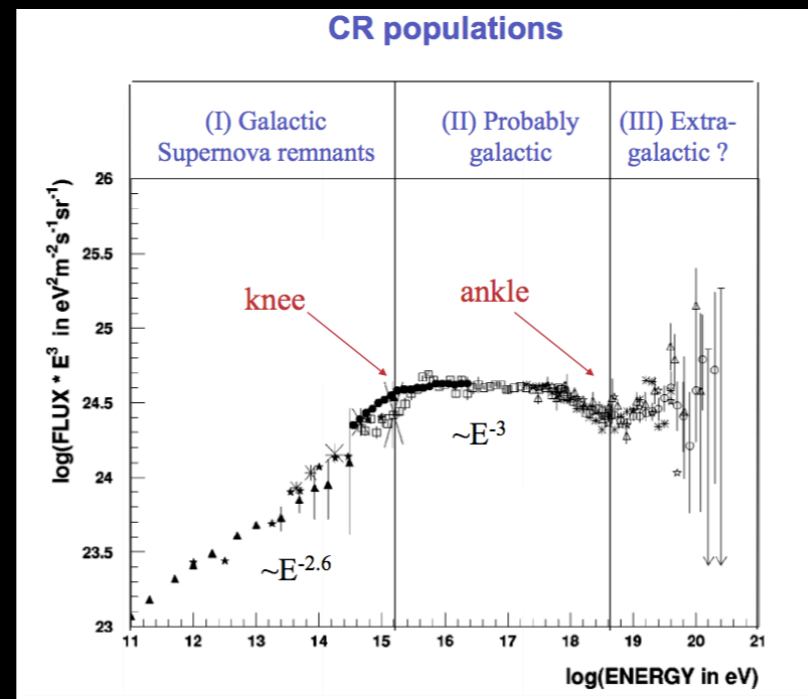 CR populations
(I) Galactic
Supernova remnants
(II) Probably
galactic
(III) Extra-
galactic ?
log(FLUX * E³ in eV²m⁻²s⁻¹sr⁻¹)
26
25.5
25
24.5
24
23.5
23
knee
ankle
~E⁻³
~E⁻²·⁶
11 12 13 14 15 16 17 18 19 20 21
log(ENERGY in eV)